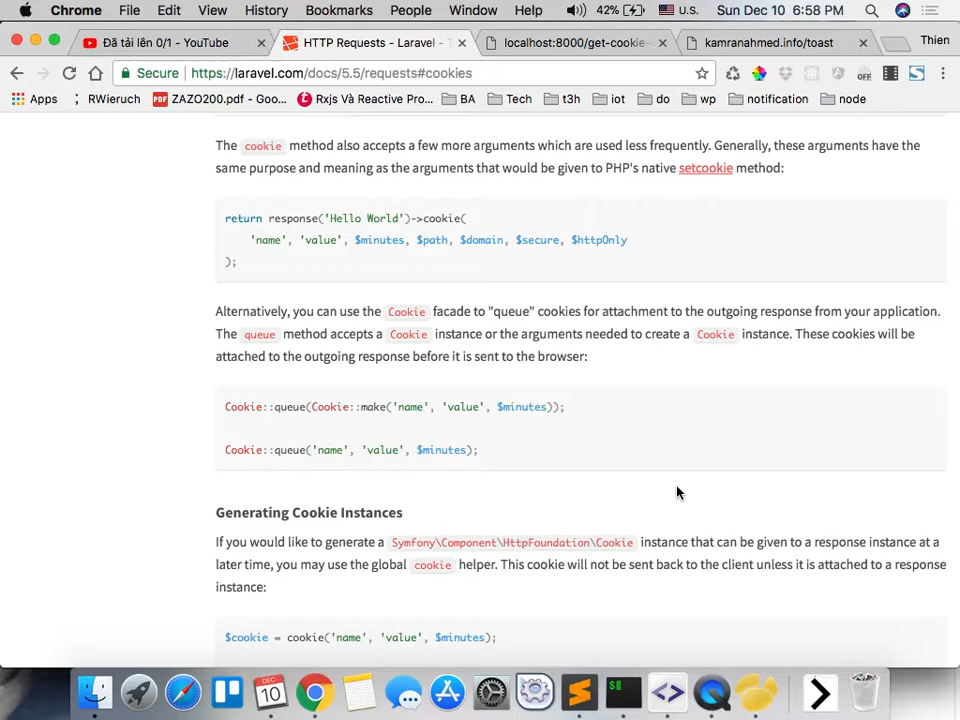 Chrome File Edit View History Bookmarks People Window Help 42% U.S. Sun Dec 10 6:58 PM
Đã tải lên 0/1 - YouTube HTTP Requests - Laravel - T localhost:8000/get-cookie- kamranahmed.info/toast Thien
Secure https://laravel.com/docs/5.5/requests#cookies OFF
Apps RWieruch PDF ZAZO200.pdf - Goo... Rxjs Và Reactive Pro... BA Tech t3h iot do wp notification node
The cookie method also accepts a few more arguments which are used less frequently. Generally, these arguments have the
same purpose and meaning as the arguments that would be given to PHP's native setcookie method:
return response('Hello World')->cookie(
'name', 'value', $minutes, $path, $domain, $secure, $httpOnly
);
Alternatively, you can use the Cookie facade to "queue" cookies for attachment to the outgoing response from your application.
The queue method accepts a Cookie instance or the arguments needed to create a Cookie instance. These cookies will be
attached to the outgoing response before it is sent to the browser:
Cookie::queue(Cookie::make('name', 'value', $minutes));
Cookie::queue('name', 'value', $minutes);
Generating Cookie Instances
If you would like to generate a Symfony\Component\HttpFoundation\Cookie instance that can be given to a response instance at a
later time, you may use the global cookie helper. This cookie will not be sent back to the client unless it is attached to a response
instance:
$cookie = cookie('name', 'value', $minutes);
DEC
10